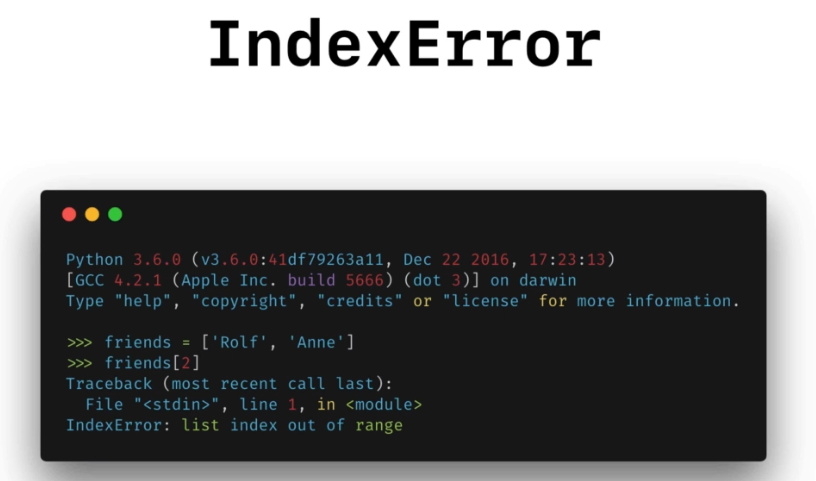 IndexError
Python 3.6.0 (v3.6.0:41df79263a11, Dec 22 2016, 17:23:13)
[GCC 4.2.1 (Apple Inc. build 5666) (dot 3)] on darwin
Type "help", "copyright", "credits" or "license" for more information.
>>> friends = ['Rolf', 'Anne']
>>> friends[2]
Traceback (most recent call last):
  File "<stdin>", line 1, in <module>
IndexError: list index out of range